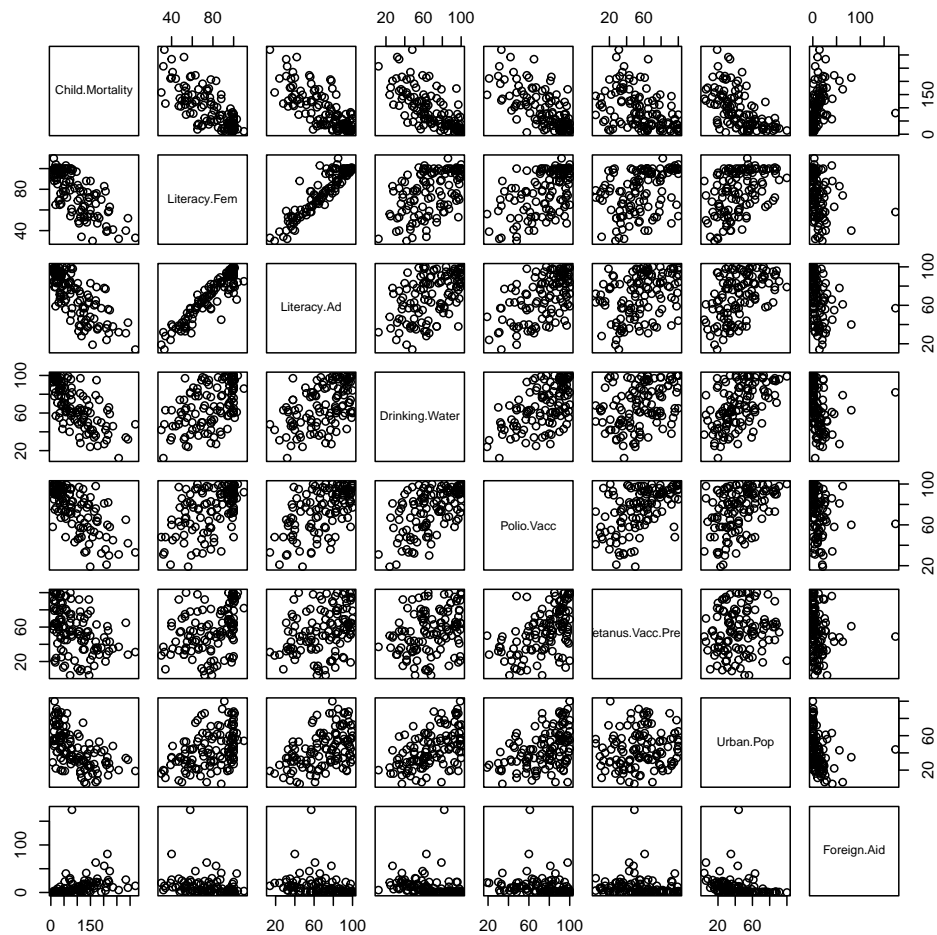 40 80 20 60 100 20 60 0 100
Child.Mortality
0 150
40 80
Literacy.Fem
Literacy.Ad
20 60 100
20 60 100
Drinking.Water
Polio.Vacc
20 60 100
20 60
etanus.Vacc.Pre
Urban.Pop
20 60
0 100
Foreign.Aid
0 150 20 60 100 20 60 100 20 60